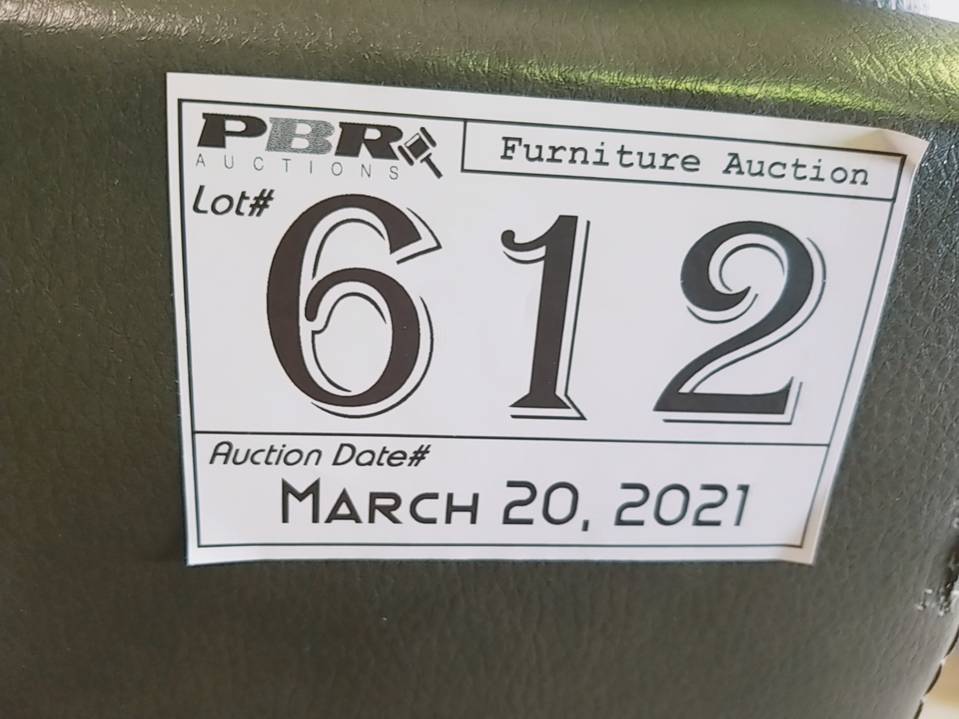 PBR
AUCTIONS
Furniture Auction
Lot#
612
Auction Date#
MARCH 20, 2021